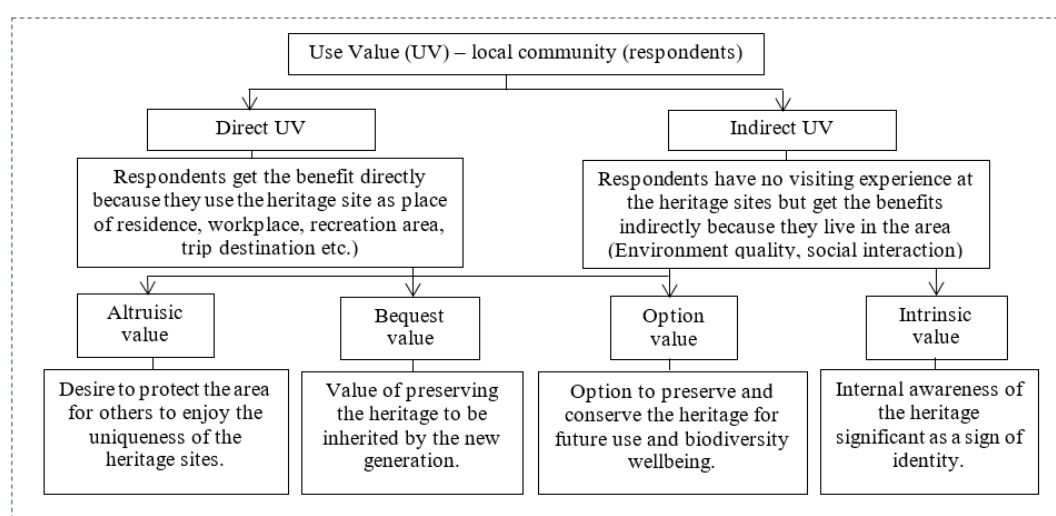 Use Value (UV) – local community (respondents)
Direct UV
Indirect UV
Respondents get the benefit directly
because they use the heritage site as place
of residence, workplace, recreation area,
trip destination etc.)
Respondents have no visiting experience at
the heritage sites but get the benefits
indirectly because they live in the area
(Environment quality, social interaction)
Altruisic
value
Bequest
value
Option
value
Intrinsic
value
Desire to protect the area
for others to enjoy the
uniqueness of the
heritage sites.
Value of preserving
the heritage to be
inherited by the new
generation.
Option to preserve and
conserve the heritage for
future use and biodiversity
wellbeing.
Internal awareness of
the heritage
significant as a sign of
identity.